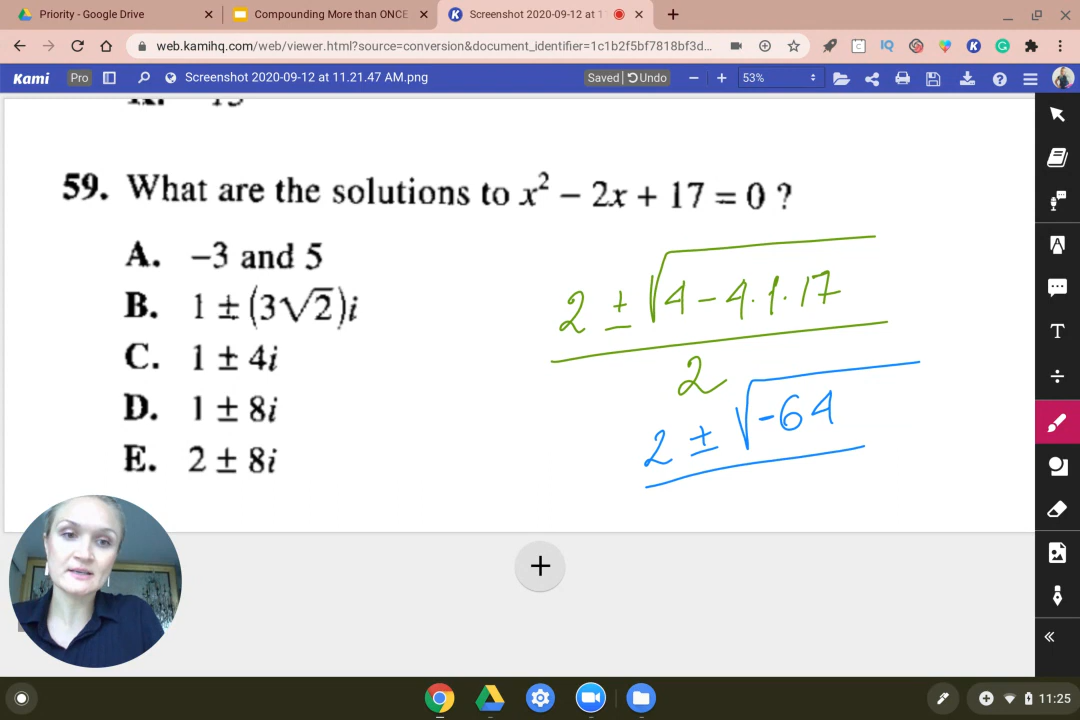 Priority - Google Drive
Compounding More than ONCE
Screenshot 2020-09-12 at 1
web.kamihq.com/web/viewer.html?source=conversion&document_identifier=1c1b2f5bf7818bf3d...
Kami Pro Screenshot 2020-09-12 at 11.21.47 AM.png Saved Undo 53%
59. What are the solutions to x² − 2x + 17 = 0 ?
A. −3 and 5
B. 1 ± (3√2)i
C. 1 ± 4i
D. 1 ± 8i
E. 2 ± 8i
2 ± √4 − 4.1.17
2
2 ± √-64
11:25